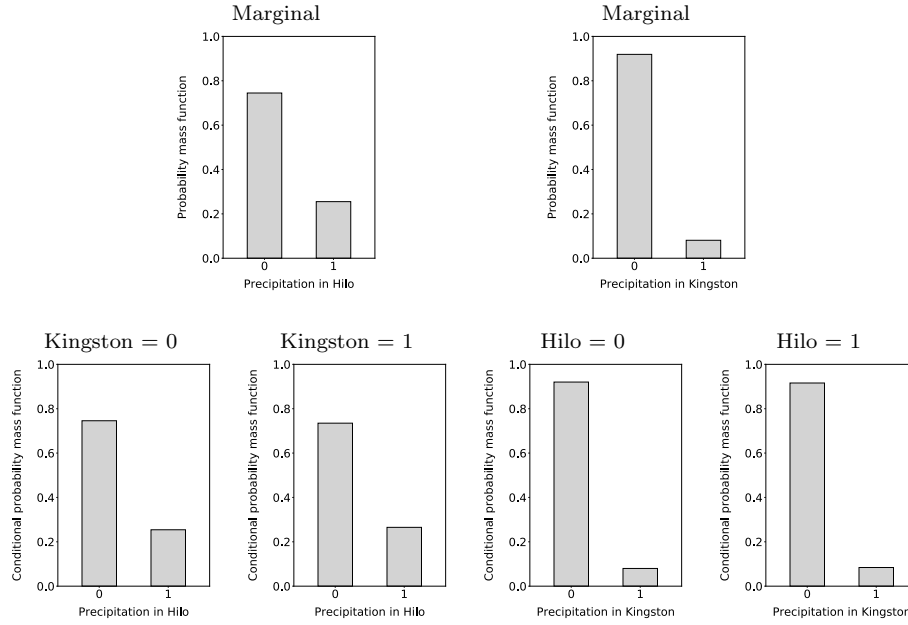 Marginal
Probability mass function
1.0
0.8
0.6
0.4
0.2
0.0
0 1
Precipitation in Hilo
Marginal
Probability mass function
1.0
0.8
0.6
0.4
0.2
0.0
0 1
Precipitation in Kingston
Kingston = 0
Conditional probability mass function
1.0
0.8
0.6
0.4
0.2
0.0
0 1
Precipitation in Hilo
Kingston = 1
Conditional probability mass function
1.0
0.8
0.6
0.4
0.2
0.0
0 1
Precipitation in Hilo
Hilo = 0
Conditional probability mass function
1.0
0.8
0.6
0.4
0.2
0.0
0 1
Precipitation in Kingston
Hilo = 1
Conditional probability mass function
1.0
0.8
0.6
0.4
0.2
0.0
0 1
Precipitation in Kingston